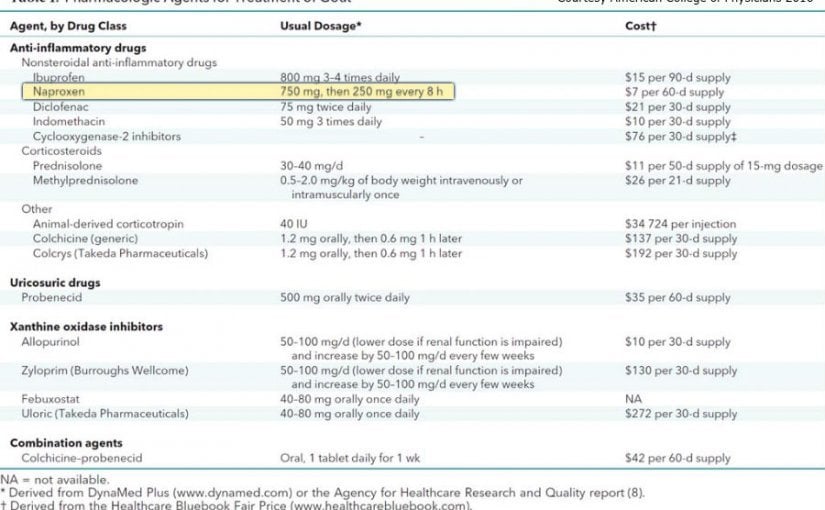 Table 1. Pharmacologic Agents for Treatment of Gout
Courtesy American College of Physicians 2016
Agent, by Drug Class Usual Dosage* Cost†
Anti-inflammatory drugs
Nonsteroidal anti-inflammatory drugs
Ibuprofen 800 mg 3-4 times daily $15 per 90-d supply
Naproxen 750 mg, then 250 mg every 8 h $7 per 60-d supply
Diclofenac 75 mg twice daily $21 per 30-d supply
Indomethacin 50 mg 3 times daily $10 per 30-d supply
Cyclooxygenase-2 inhibitors - $76 per 30-d supply‡
Corticosteroids
Prednisolone 30-40 mg/d $11 per 50-d supply of 15-mg dosage
Methylprednisolone 0.5-2.0 mg/kg of body weight intravenously or $26 per 21-d supply
intramuscularly once
Other
Animal-derived corticotropin 40 IU $34 724 per injection
Colchicine (generic) 1.2 mg orally, then 0.6 mg 1 h later $137 per 30-d supply
Colcrys (Takeda Pharmaceuticals) 1.2 mg orally, then 0.6 mg 1 h later $192 per 30-d supply
Uricosuric drugs
Probenecid 500 mg orally twice daily $35 per 60-d supply
Xanthine oxidase inhibitors
Allopurinol 50-100 mg/d (lower dose if renal function is impaired) $10 per 30-d supply
and increase by 50-100 mg/d every few weeks
Zyloprim (Burroughs Wellcome) 50-100 mg/d (lower dose if renal function is impaired) $130 per 30-d supply
and increase by 50-100 mg/d every few weeks
Febuxostat 40-80 mg orally once daily NA
Uloric (Takeda Pharmaceuticals) 40-80 mg orally once daily $272 per 30-d supply
Combination agents
Colchicine-probenecid Oral, 1 tablet daily for 1 wk $42 per 60-d supply
NA = not available.
* Derived from DynaMed Plus (www.dynamed.com) or the Agency for Healthcare Research and Quality report (8).
† Derived from the Healthcare Bluebook Fair Price (www.healthcarebluebook.com).